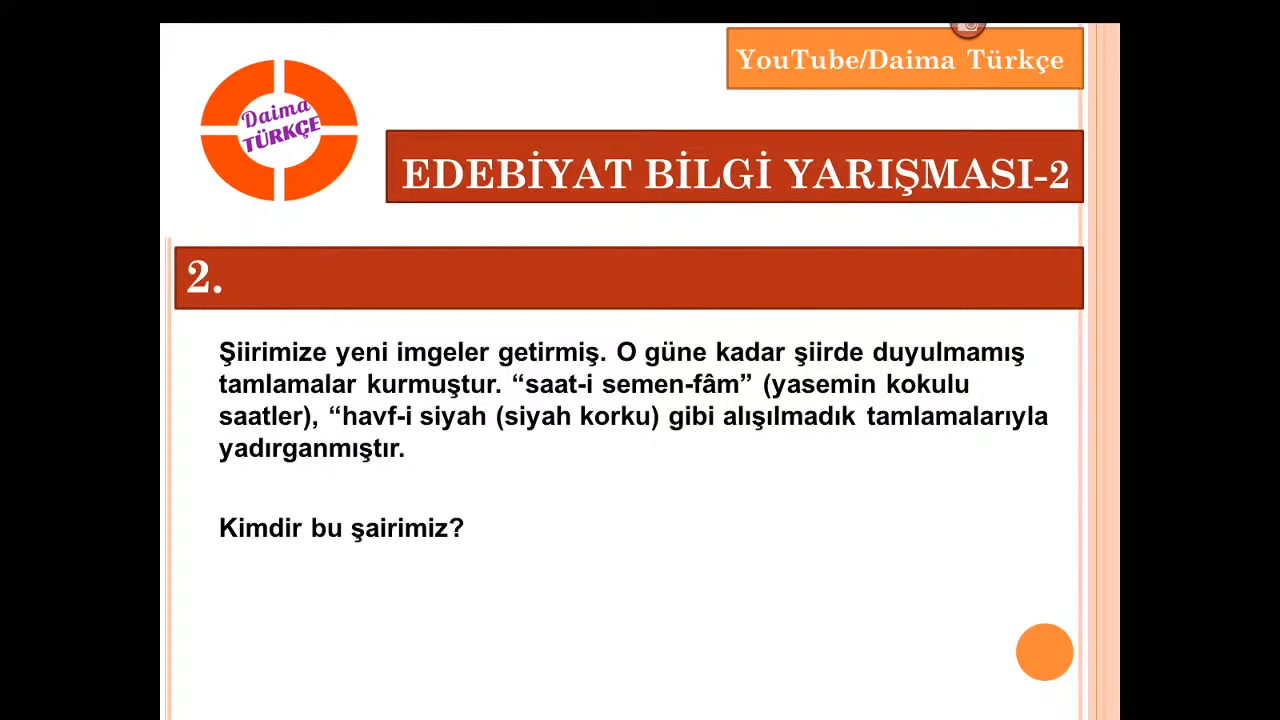 YouTube/Daima Türkçe
Daima
TÜRKÇE
EDEBİYAT BİLGİ YARIŞMASI-2
2.
Şiirimize yeni imgeler getirmiş. O güne kadar şiirde duyulmamış
tamlamalar kurmuştur. “saat-i semen-fâm” (yasemin kokulu
saatler), “havf-i siyah (siyah korku) gibi alışılmadık tamlamalarıyla
yadırganmıştır.
Kimdir bu şairimiz?